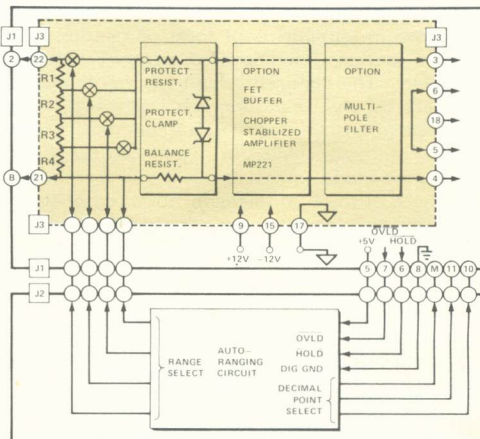 J1 J3 J3
2 22 3
R1 PROTECT. RESIST. OPTION OPTION
6
R2 FET BUFFER
PROTECT. CLAMP CHOPPER STABILIZED AMPLIFIER MULTI- POLE FILTER
18
R3
5
R4 BALANCE RESIST. MP221
B 21 4
J3 9 15 17
+12V -12V
OVLD HOLD
+5V
J1 5 7 6 8 M 11 10
J2
RANGE SELECT AUTO- RANGING CIRCUIT
OVLD
HOLD
DIG GND
DECIMAL
POINT
SELECT